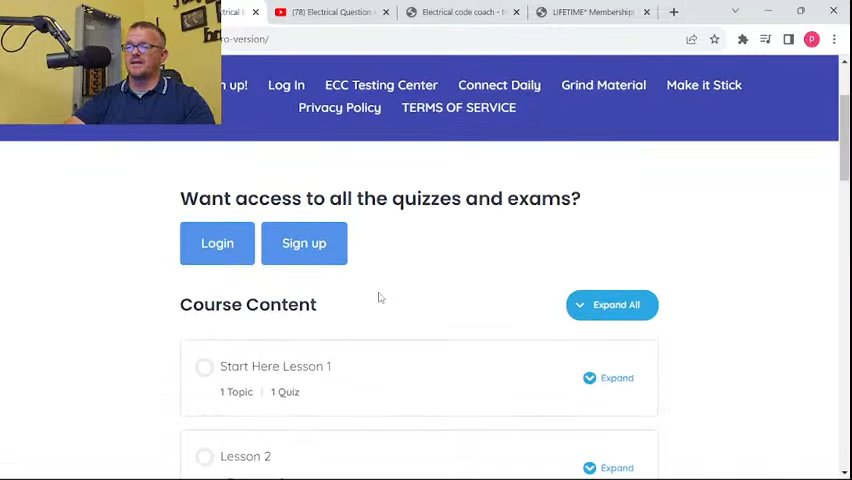 (78) Electrical Question
Electrical code coach -
LIFETIME* Membership:
ro-version/
n up!
Log In
ECC Testing Center
Connect Daily
Grind Material
Make it Stick
Privacy Policy
TERMS OF SERVICE
Want access to all the quizzes and exams?
Login
Sign up
Course Content
Expand All
Start Here Lesson 1
1 Topic | 1 Quiz
Expand
Lesson 2
Expand